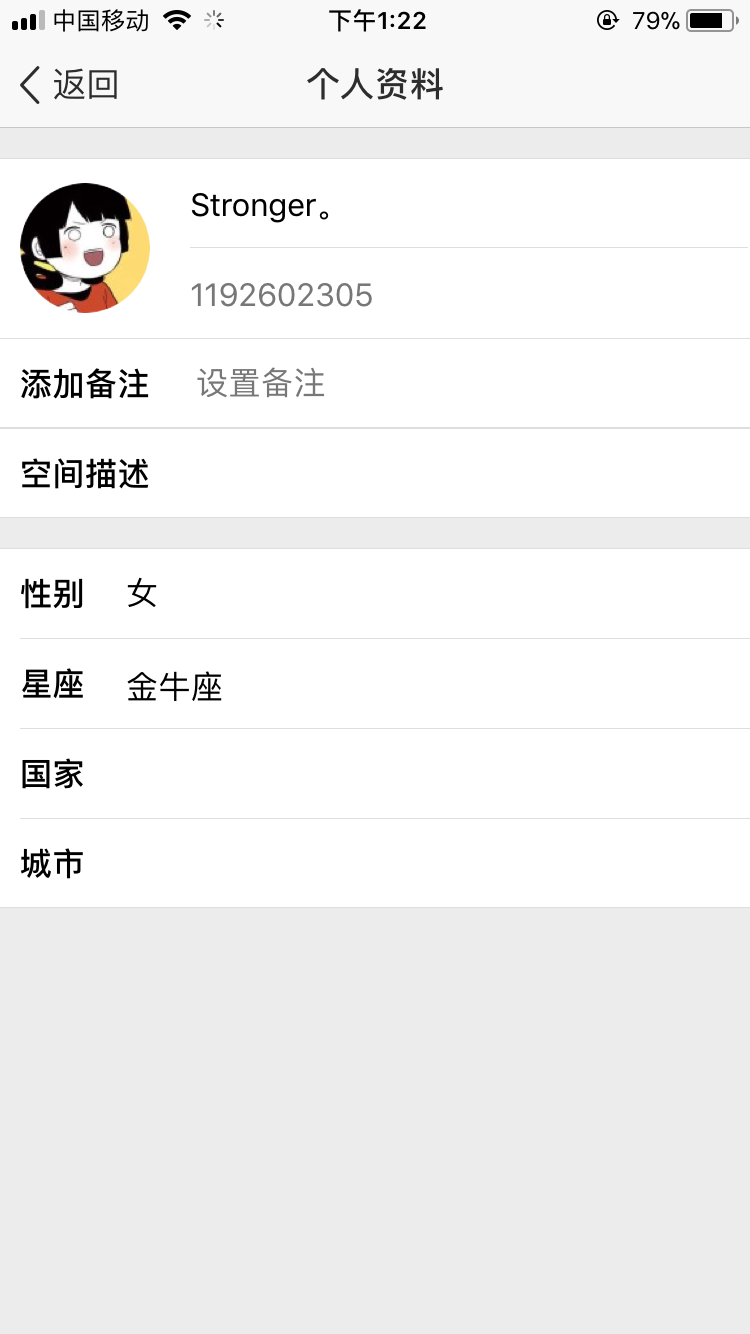 中国移动 下午1:22 79%
返回 个人资料
Stronger。
1192602305
添加备注 设置备注
空间描述
性别 女
星座 金牛座
国家
城市